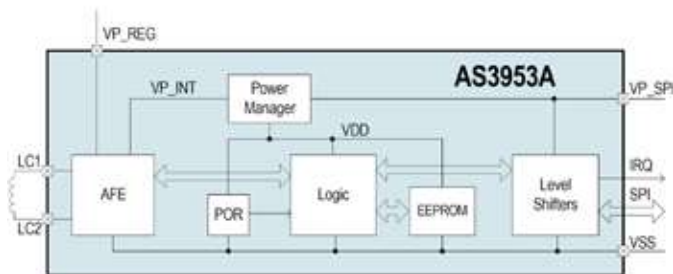 VP_REG
AS3953A
VP_INT
Power
Manager
VP_SPI
VDD
LC1
AFE
Logic
Level
Shifters
IRQ
SPI
POR
EEPROM
LC2
VSS